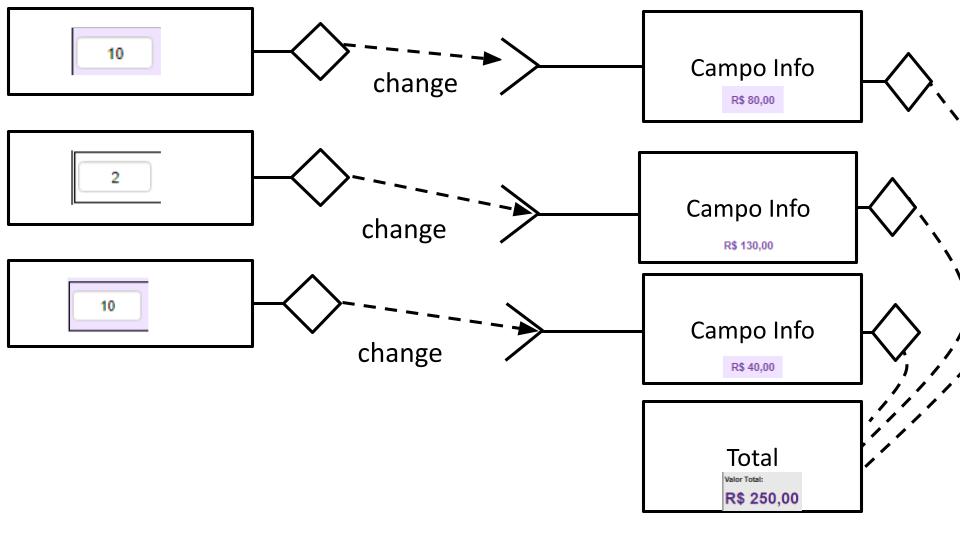 10
change
Campo Info
R$ 80,00
2
change
Campo Info
R$ 130,00
10
change
Campo Info
R$ 40,00
Total
Valor Total:
R$ 250,00